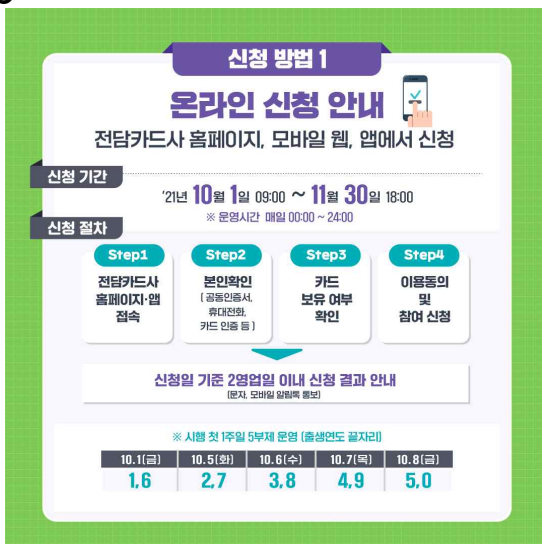 신청 방법 1
온라인 신청 안내
전담카드사 홈페이지, 모바일 웹, 앱에서 신청
신청 기간
'21년 10월 1일 09:00 ~ 11월 30일 18:00
※ 운영시간 매일 00:00 ~ 24:00
신청 절차
Step1
전담카드사
홈페이지·앱
접속
Step2
본인확인
( 공동인증서,
휴대전화,
카드 인증 등 )
Step3
카드
보유 여부
확인
Step4
이용동의
및
참여 신청
신청일 기준 2영업일 이내 신청 결과 안내
(문자, 모바일 알림톡 통보)
※ 시행 첫 1주일 5부제 운영 (출생연도 끝자리)
10.1(금) 10.5(화) 10.6(수) 10.7(목) 10.8(금)
1,6 2,7 3,8 4,9 5,0